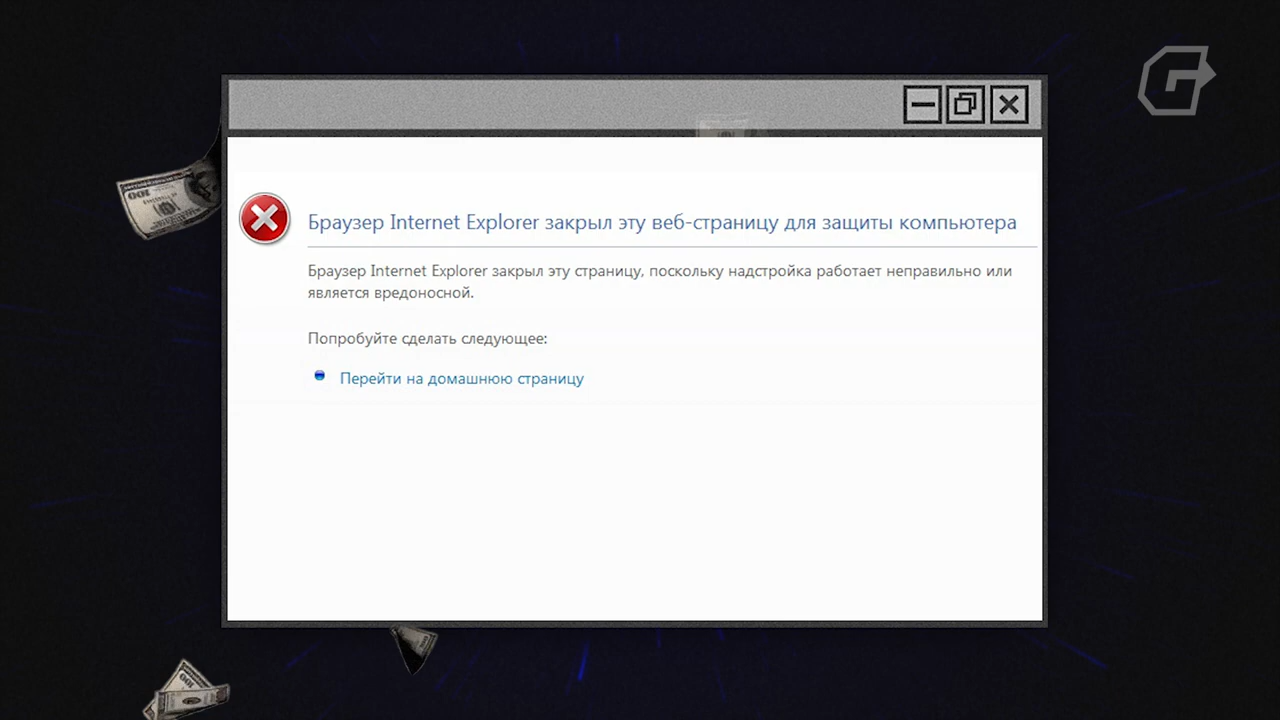 Браузер Internet Explorer закрыл эту веб-страницу для защиты компьютера
Браузер Internet Explorer закрыл эту страницу, поскольку надстройка работает неправильно или
является вредоносной.
Попробуйте сделать следующее:
Перейти на домашнюю страницу